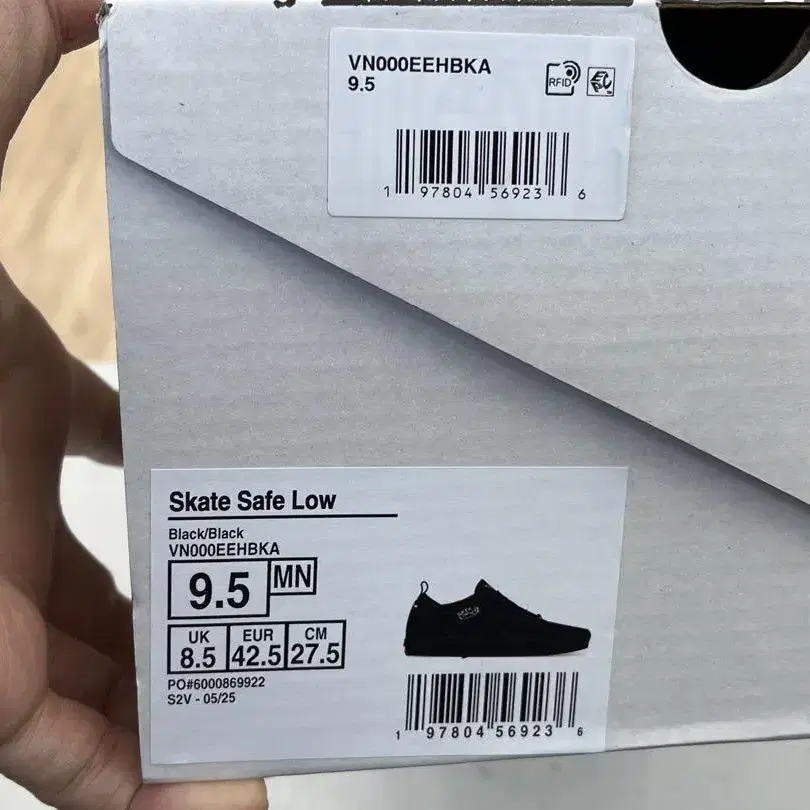 VN000EEHBKA
9.5
RFID
1 97804 56923 6
Skate Safe Low
Black/Black
VN000EEHBKA
9.5 MN
UK EUR CM
8.5 42.5 27.5
PO#6000869922
S2V - 05/25
1 97804 56923 6